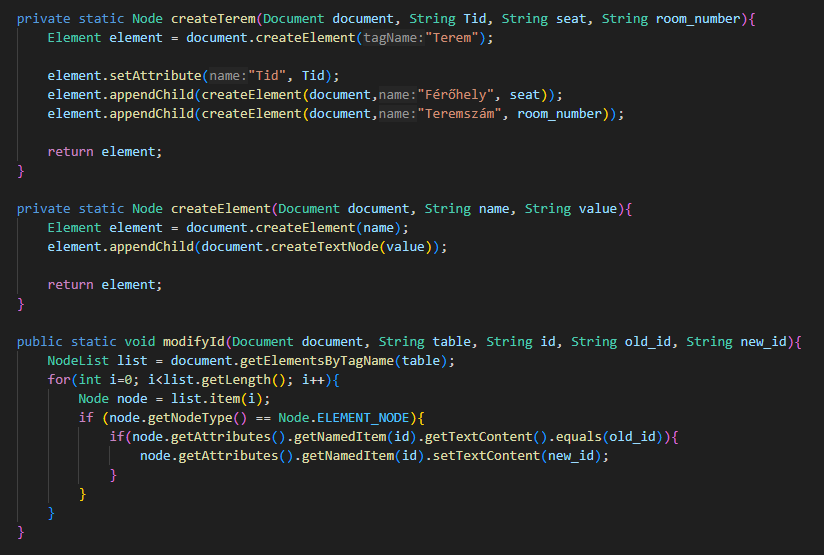 private static Node createTerem(Document document, String Tid, String seat, String room_number){
    Element element = document.createElement(tagName:"Terem");

    element.setAttribute(name:"Tid", Tid);
    element.appendChild(createElement(document,name:"Férőhely", seat));
    element.appendChild(createElement(document,name:"Teremszám", room_number));

    return element;
}

private static Node createElement(Document document, String name, String value){
    Element element = document.createElement(name);
    element.appendChild(document.createTextNode(value));

    return element;
}

public static void modifyId(Document document, String table, String id, String old_id, String new_id){
    NodeList list = document.getElementsByTagName(table);
    for(int i=0; i<list.getLength(); i++){
        Node node = list.item(i);
        if (node.getNodeType() == Node.ELEMENT_NODE){
            if(node.getAttributes().getNamedItem(id).getTextContent().equals(old_id)){
                node.getAttributes().getNamedItem(id).setTextContent(new_id);
            }
        }
    }
}